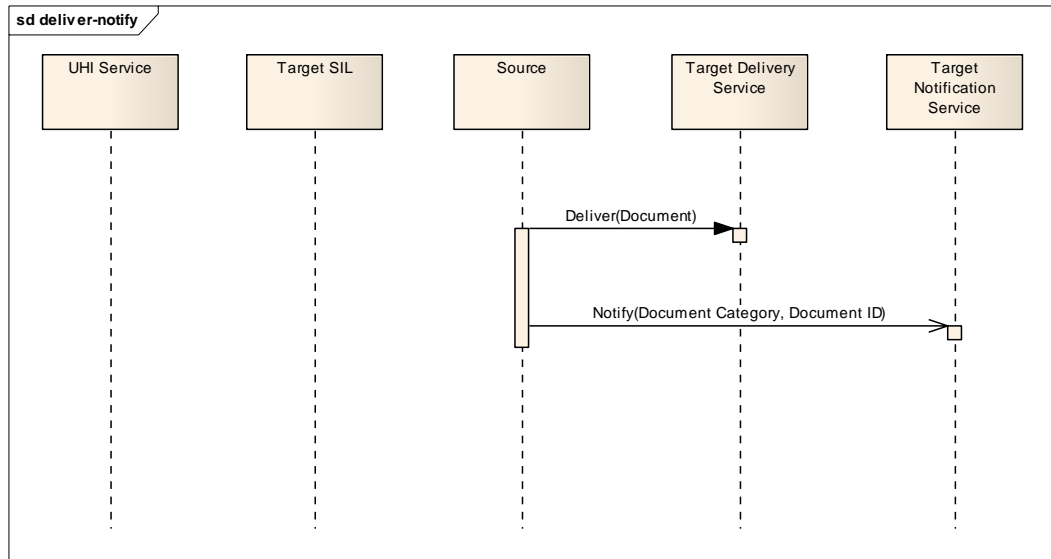 sd deliver-notify
UHI Service
Target SIL
Source
Target Delivery
Service
Target
Notification
Service
Deliver(Document)
Notify(Document Category, Document ID)